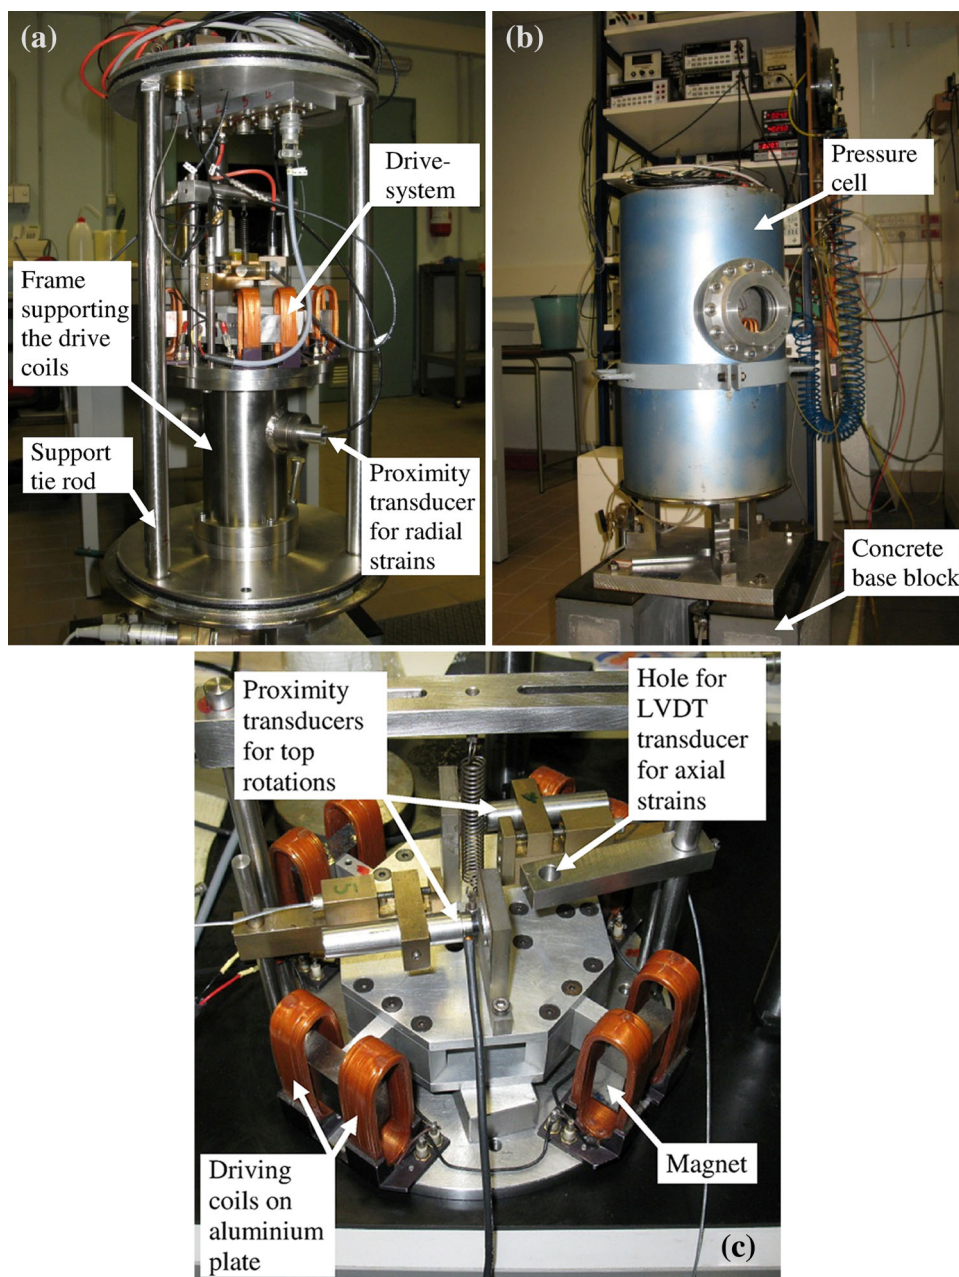 (a)
Drive-
system
Frame
supporting
the drive
coils
Support
tie rod
Proximity
transducer
for radial
strains
(b)
Pressure
cell
Concrete
base block
Proximity
transducers
for top
rotations
Hole for
LVDT
transducer
for axial
strains
5
Driving
coils on
aluminium
plate
Magnet
(c)